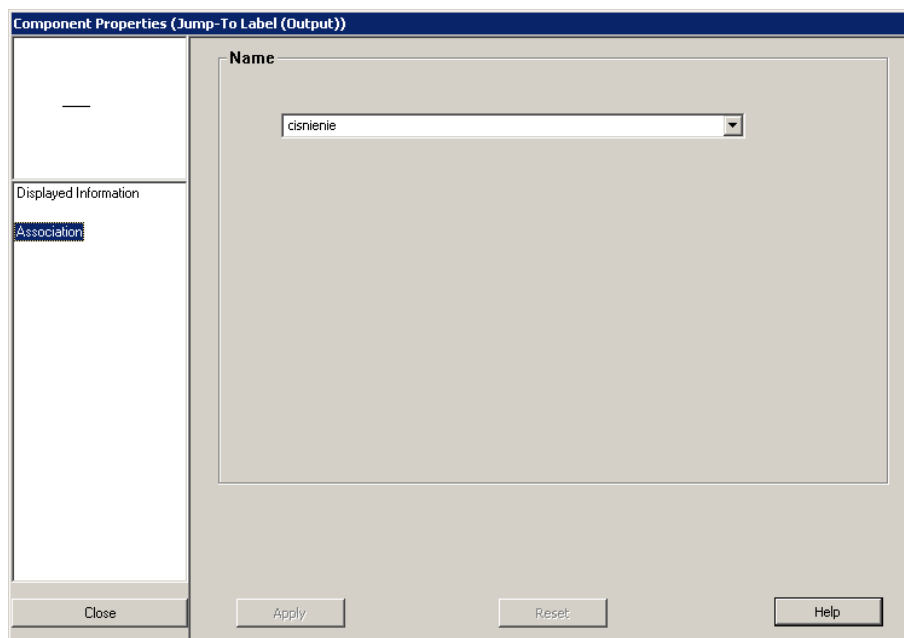 Component Properties (Jump-To Label (Output))
Name
cisnienie
Displayed Information
Association
Close
Apply
Reset
Help